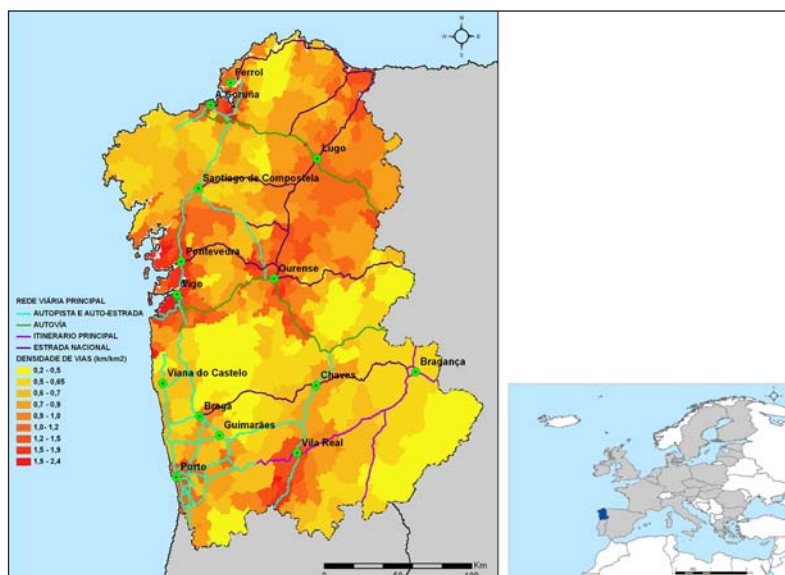 N
W
E
S
Ferrol
A Coruña
Lugo
Santiago de Compostela
Pontevedra
Ourense
Vigo
REDE VIÁRIA PRINCIPAL
AUTOPISTA E AUTO-ESTRADA
AUTOVÍA
ITINERARIO PRINCIPAL
ESTRADA NACIONAL
DENSIDADE DE VIAS (km/km2)
0,2 - 0,5
0,5 - 0,65
0,6 - 0,7
0,7 - 0,9
0,9 - 1,0
1,0- 1,2
1,2 - 1,5
1,5 - 1,9
1,9 - 2,4
Bragança
Viana do Castelo
Chaves
Braga
Guimarães
Vila Real
Porto
Km
0 50 100